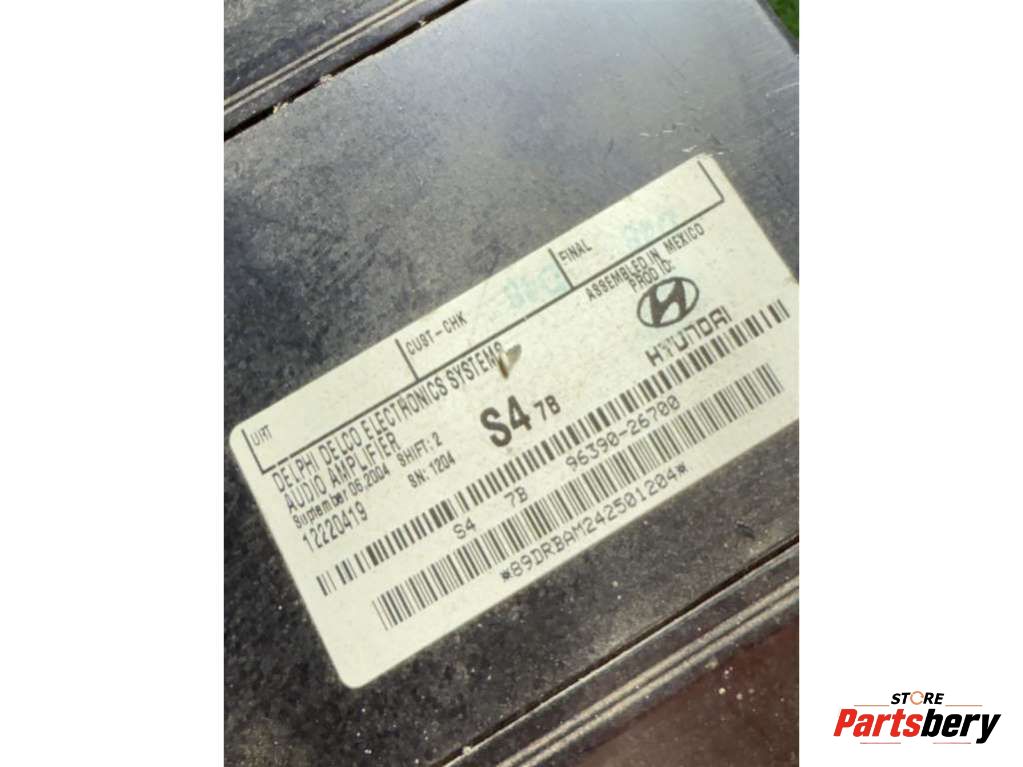 URT
CUST-CHK
FINAL
DELPHI DELCO ELECTRONICS SYSTEMS
ASSEMBLED IN MEXICO
AUDIO AMPLIFIER
PROD ID:
September 06,2004 SHIFT: 2
12220419
SN: 1204
S4 7B
HYUNDAI
S4 7B 96390-26700
*89DRBAM242501204*
STORE
Partsbery